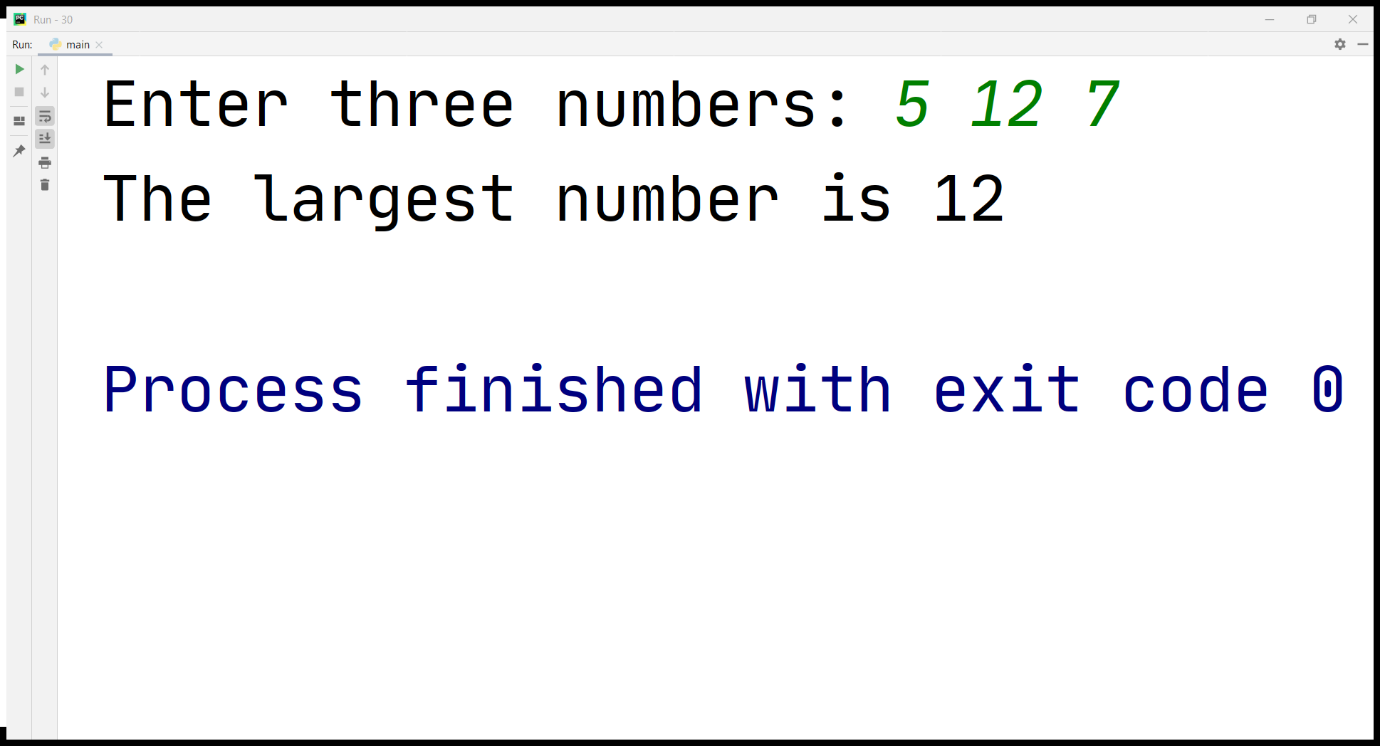 Run - 30
Run: main
Enter three numbers: 5 12 7
The largest number is 12
Process finished with exit code 0